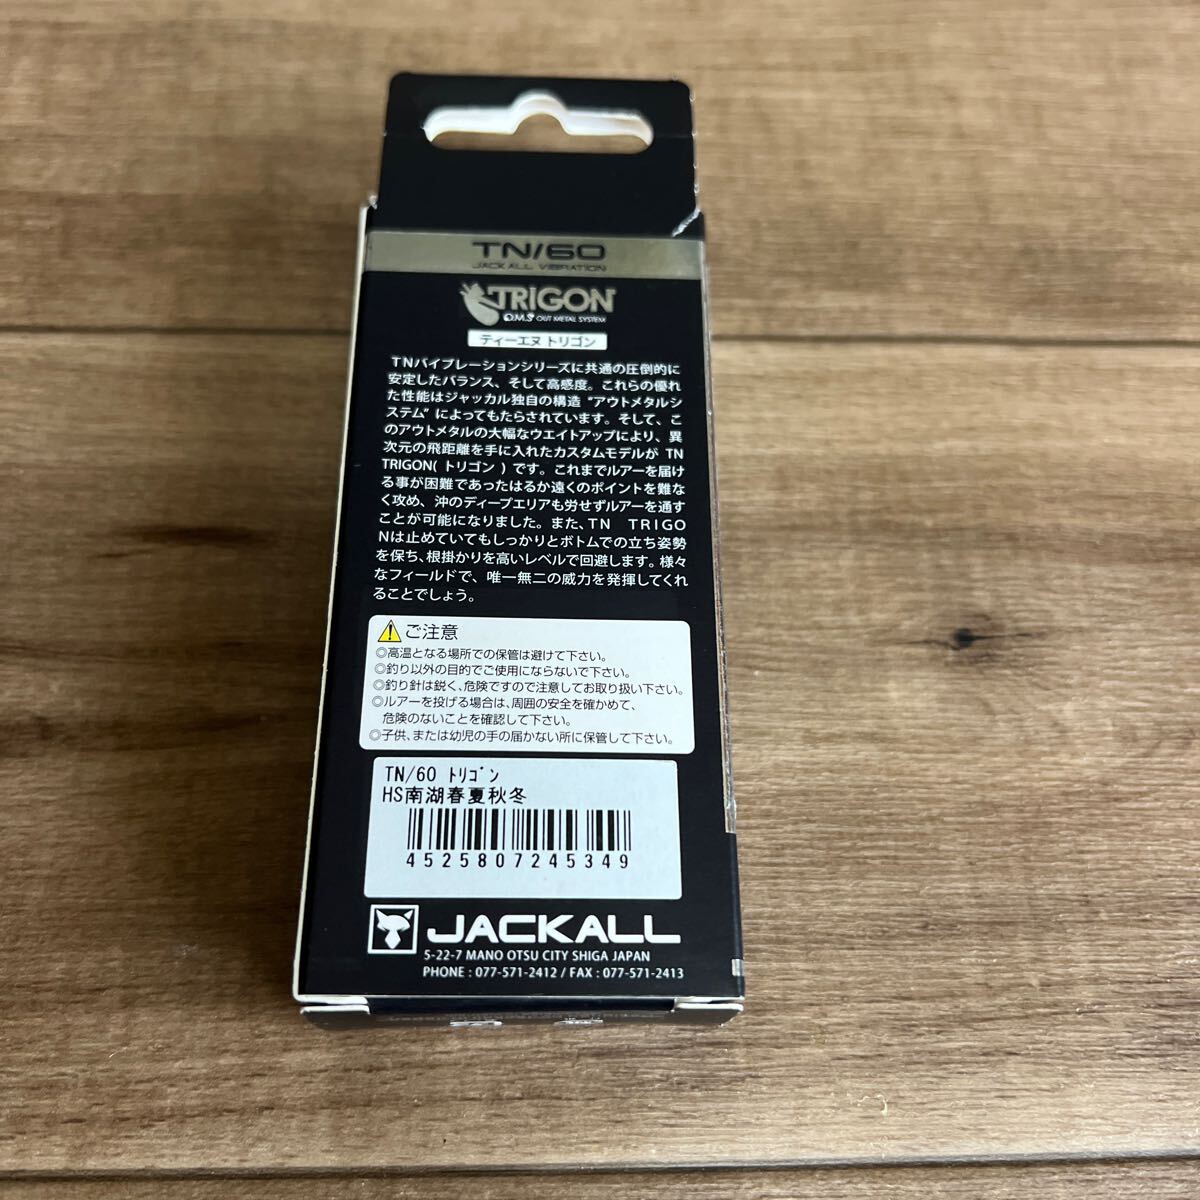 TN/60
JACKALL VIBRATION
TRIGON
O.M.S OUT METAL SYSTEM
ティーエヌ トリゴン
TNバイブレーションシリーズに共通の圧倒的に
安定したバランス、そして高感度。これらの優れ
た性能はジャッカル独自の構造 "アウトメタルシ
ステム" によってもたらされています。そして、こ
のアウトメタルの大幅なウエイトアップにより、異
次元の飛距離を手に入れたカスタムモデルが TN
TRIGON( トリゴン ) です。これまでルアーを届け
る事が困難であったはるか遠くのポイントを難な
く攻め、沖のディープエリアも労せずルアーを通す
ことが可能になりました。また、TN TRIGO
Nは止めていてもしっかりとボトムでの立ち姿勢
を保ち、根掛かりを高いレベルで回避します。様々
なフィールドで、唯一無二の威力を発揮してくれ
ることでしょう。
ご注意
◎高温となる場所での保管は避けて下さい。
◎釣り以外の目的でご使用にならないで下さい。
◎釣り針は鋭く、危険ですので注意してお取り扱い下さい。
◎ルアーを投げる場合は、周囲の安全を確かめて、
危険のないことを確認して下さい。
◎子供、または幼児の手の届かない所に保管して下さい。
TN/60 ﾄﾘｺﾞﾝ
HS南湖春夏秋冬
4525807245349
JACKALL
5-22-7 MANO OTSU CITY SHIGA JAPAN
PHONE : 077-571-2412 / FAX : 077-571-2413